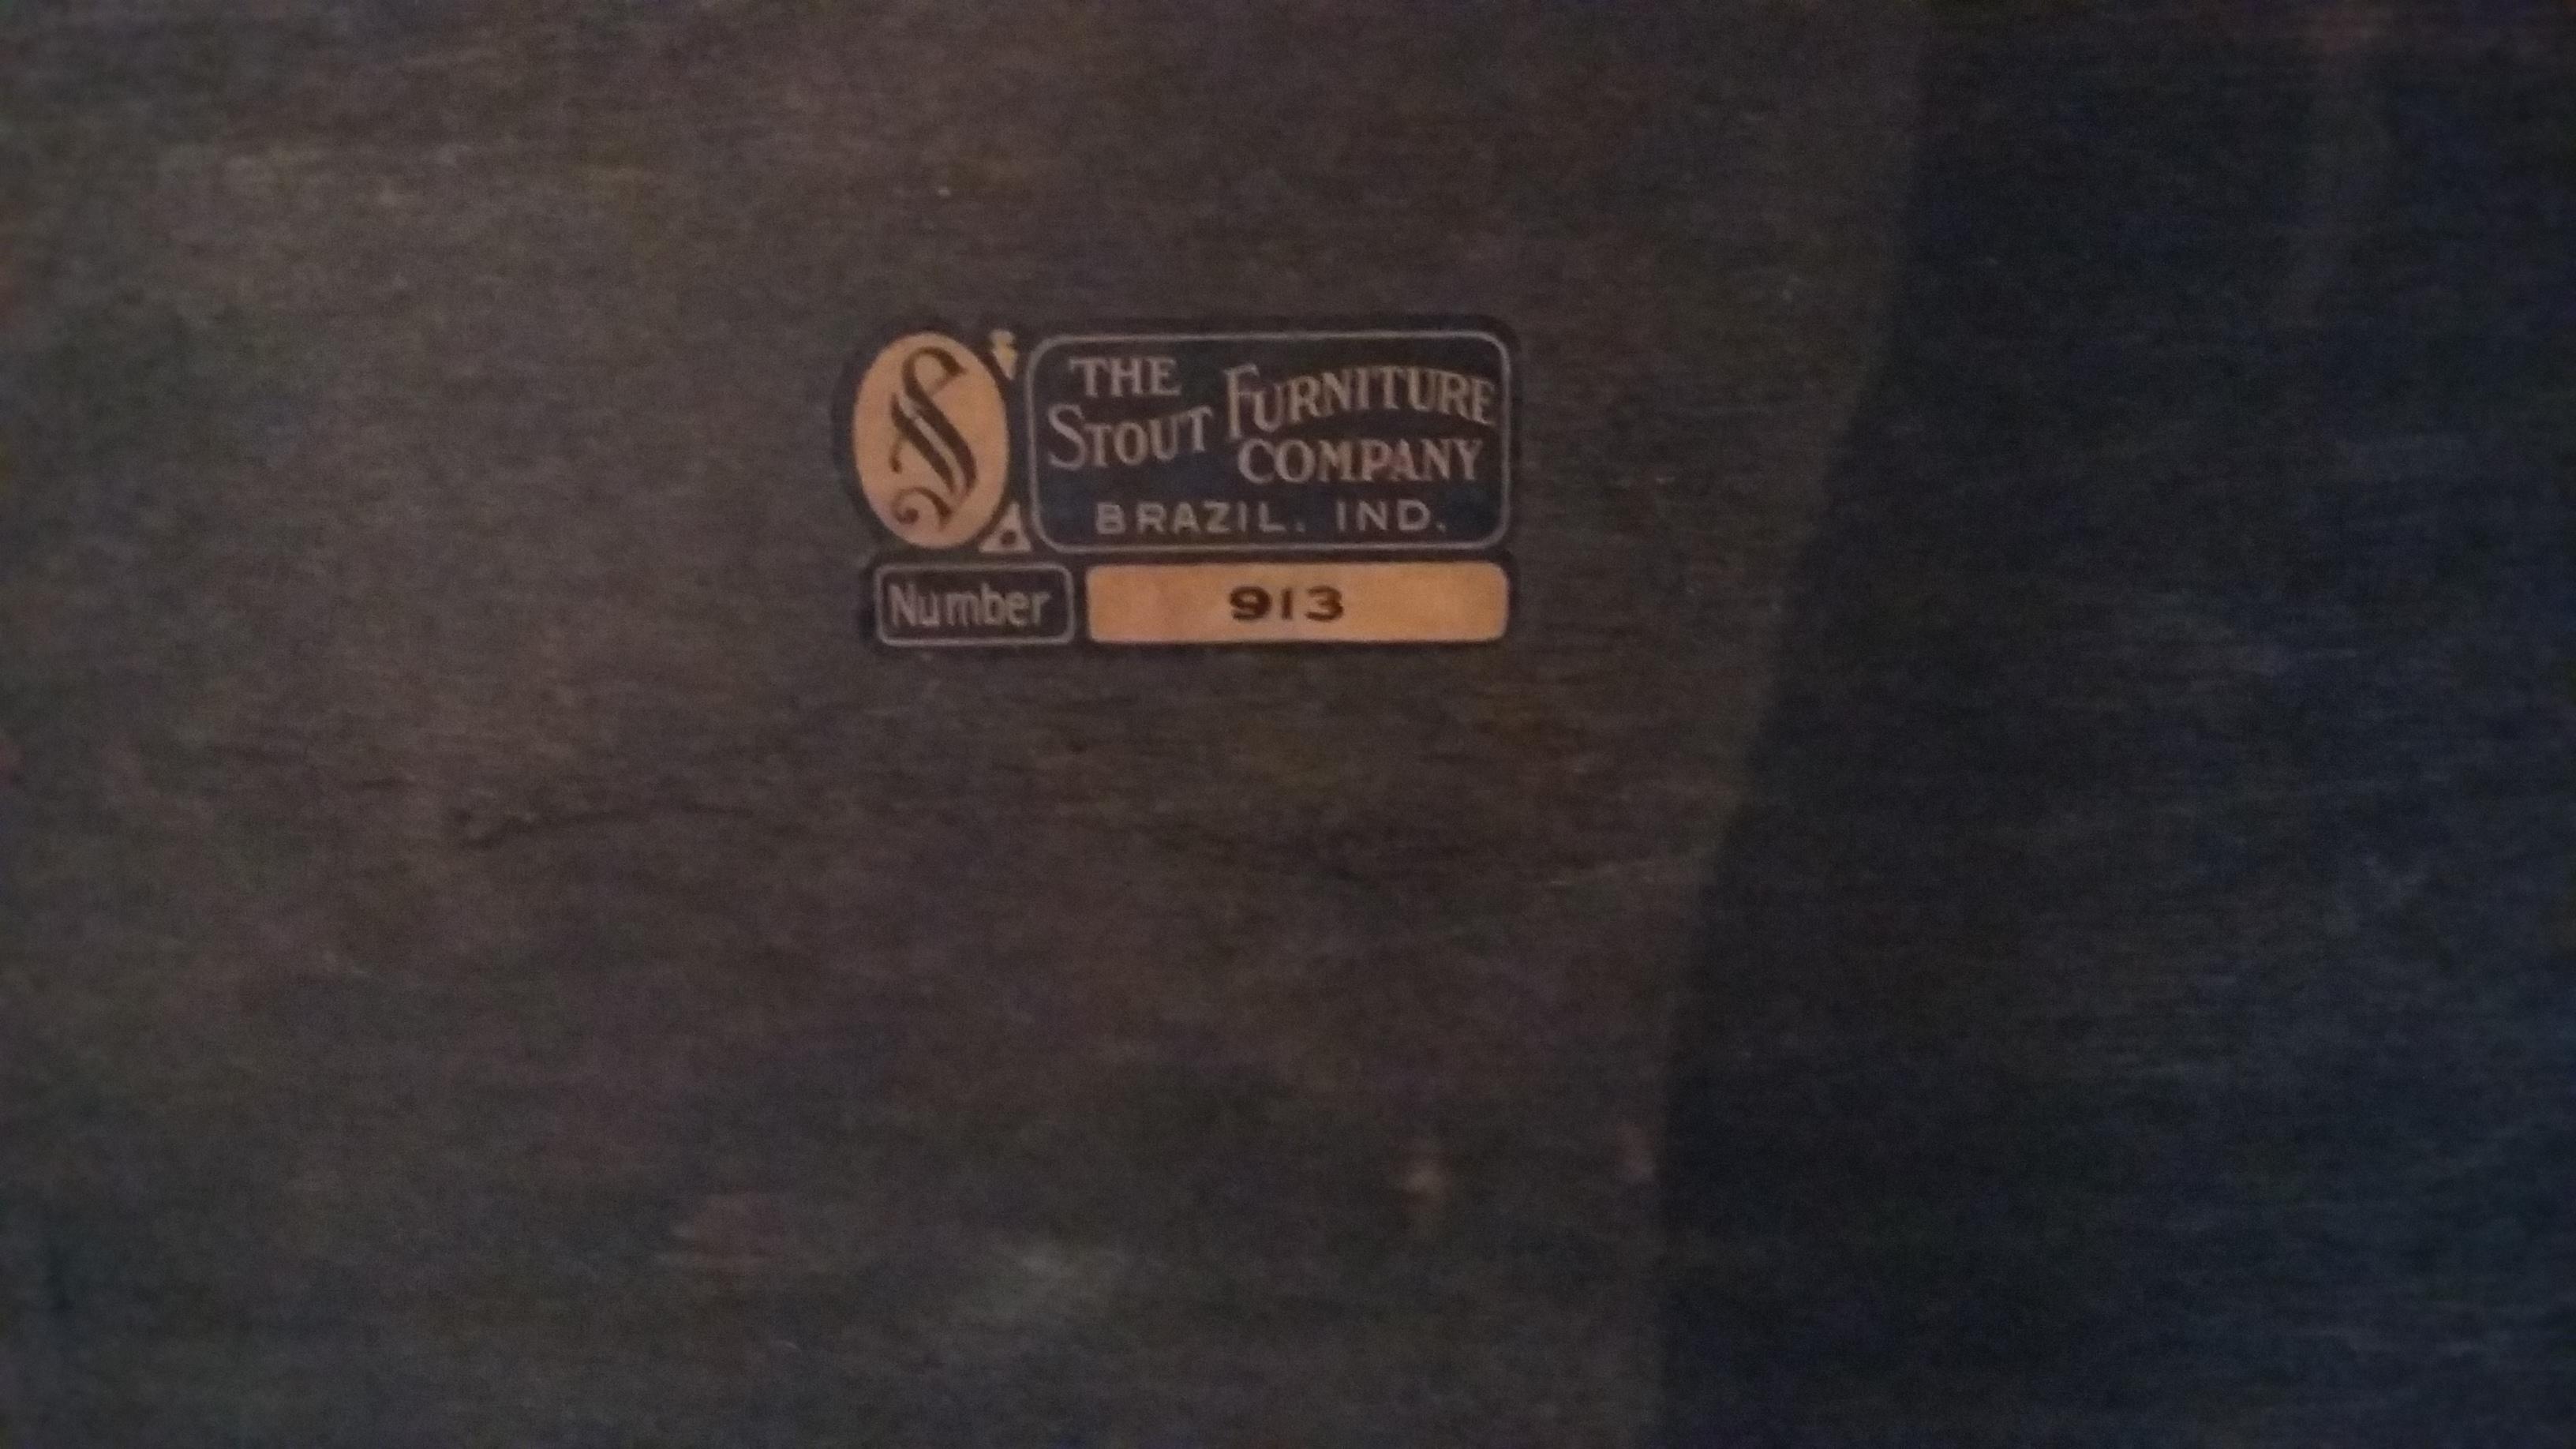 S
THE
STOUT FURNITURE
COMPANY
BRAZIL. IND.
Number 913